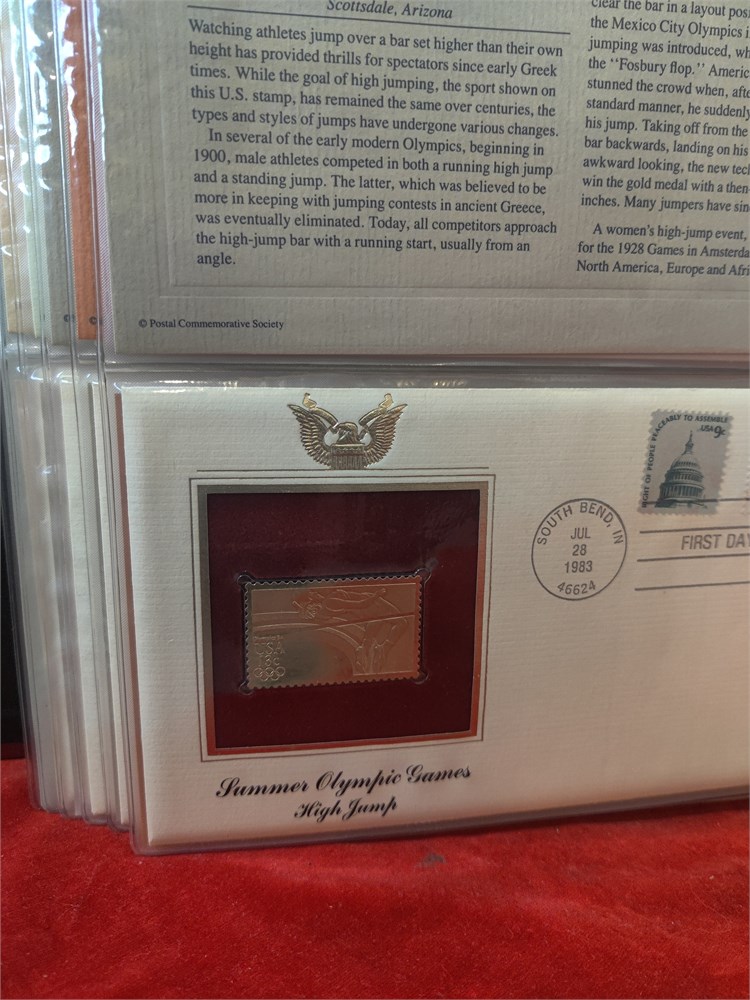 Scottsdale, Arizona
Watching athletes jump over a bar set higher than their own
height has provided thrills for spectators since early Greek
times. While the goal of high jumping, the sport shown on
this U.S. stamp, has remained the same over centuries, the
types and styles of jumps have undergone various changes.
In several of the early modern Olympics, beginning in
1900, male athletes competed in both a running high jump
and a standing jump. The latter, which was believed to be
more in keeping with jumping contests in ancient Greece,
was eventually eliminated. Today, all competitors approach
the high-jump bar with a running start, usually from an
angle.
clear the bar in a layout pos
the Mexico City Olympics i
jumping was introduced, wh
the "Fosbury flop." Americ
stunned the crowd when, afte
standard manner, he suddenly
his jump. Taking off from the
bar backwards, landing on his
awkward looking, the new tec
win the gold medal with a then-
inches. Many jumpers have sin
A women's high-jump event,
for the 1928 Games in Amsterda
North America, Europe and Afri
© Postal Commemorative Society
RIGHT OF PEOPLE PEACEABLY TO ASSEMBLE
USA 9c
SOUTH BEND, IN
JUL
28
1983
46624
FIRST DAY
USA
Summer Olympic Games
High Jump